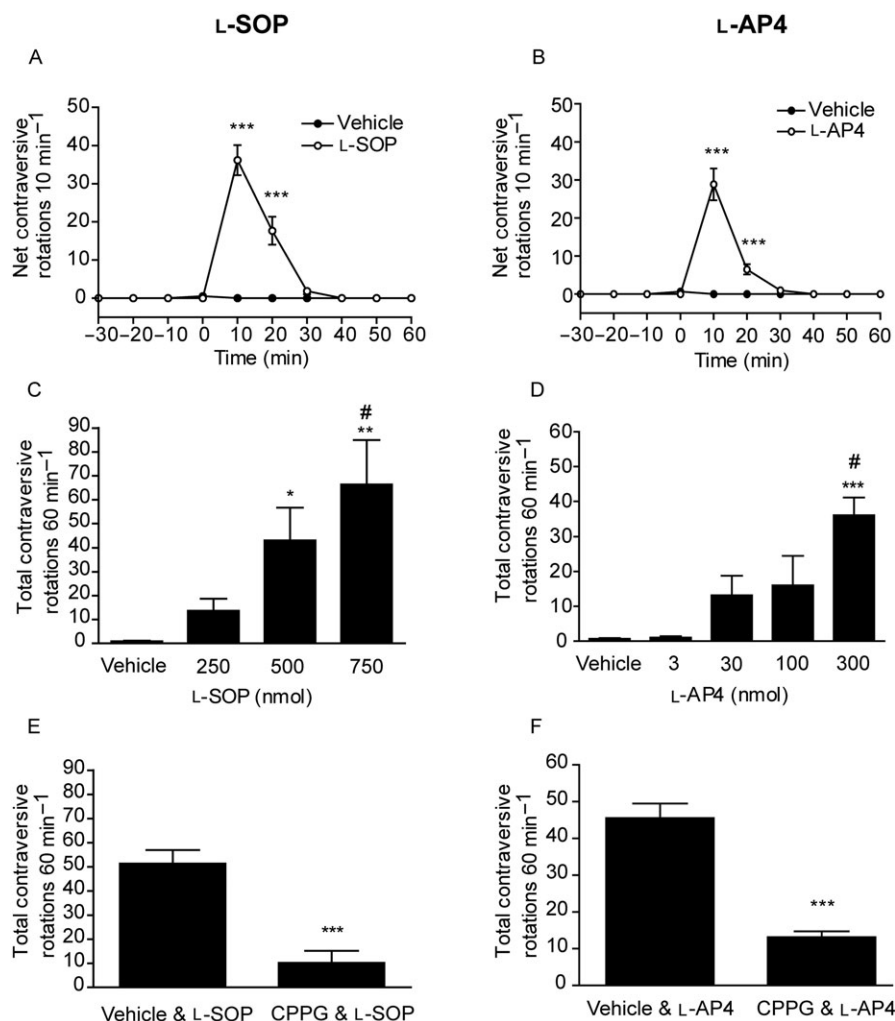 L-SOP
L-AP4
A
Net contraversive
rotations 10 min⁻¹
50
40
30
20
10
0
***
***
Vehicle
L-SOP
–30
–20
–10
0
10
20
30
40
50
60
Time (min)
B
Net contraversive
rotations 10 min⁻¹
50
40
30
20
10
0
***
***
Vehicle
L-AP4
–30
–20
–10
0
10
20
30
40
50
60
Time (min)
C
Total contraversive
rotations 60 min⁻¹
90
80
70
60
50
40
30
20
10
0
*
#
**
Vehicle
250
500
750
L-SOP (nmol)
D
Total contraversive
rotations 60 min⁻¹
60
50
40
30
20
10
0
#
***
Vehicle
3
30
100
300
L-AP4 (nmol)
E
Total contraversive
rotations 60 min⁻¹
90
80
70
60
50
40
30
20
10
0
***
Vehicle & L-SOP
CPPG & L-SOP
F
Total contraversive
rotations 60 min⁻¹
60
50
40
30
20
10
0
***
Vehicle & L-AP4
CPPG & L-AP4